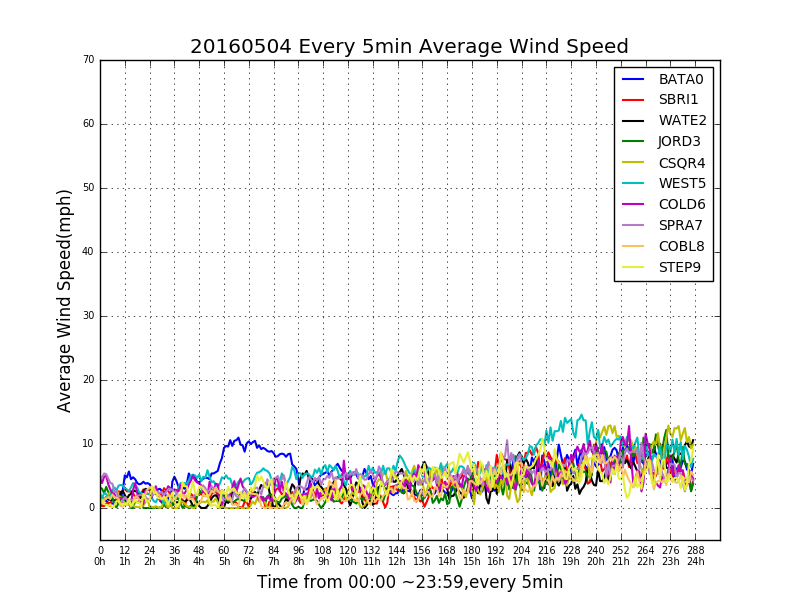 20160504 Every 5min Average Wind Speed
70
60
50
40
30
20
10
0
Average Wind Speed(mph)
BATA0
SBRI1
WATE2
JORD3
CSQR4
WEST5
COLD6
SPRA7
COBL8
STEP9
0 12 24 36 48 60 72 84 96 108 120 132 144 156 168 180 192 204 216 228 240 252 264 276 288
0h 1h 2h 3h 4h 5h 6h 7h 8h 9h 10h 11h 12h 13h 14h 15h 16h 17h 18h 19h 20h 21h 22h 23h 24h
Time from 00:00 ~23:59,every 5min